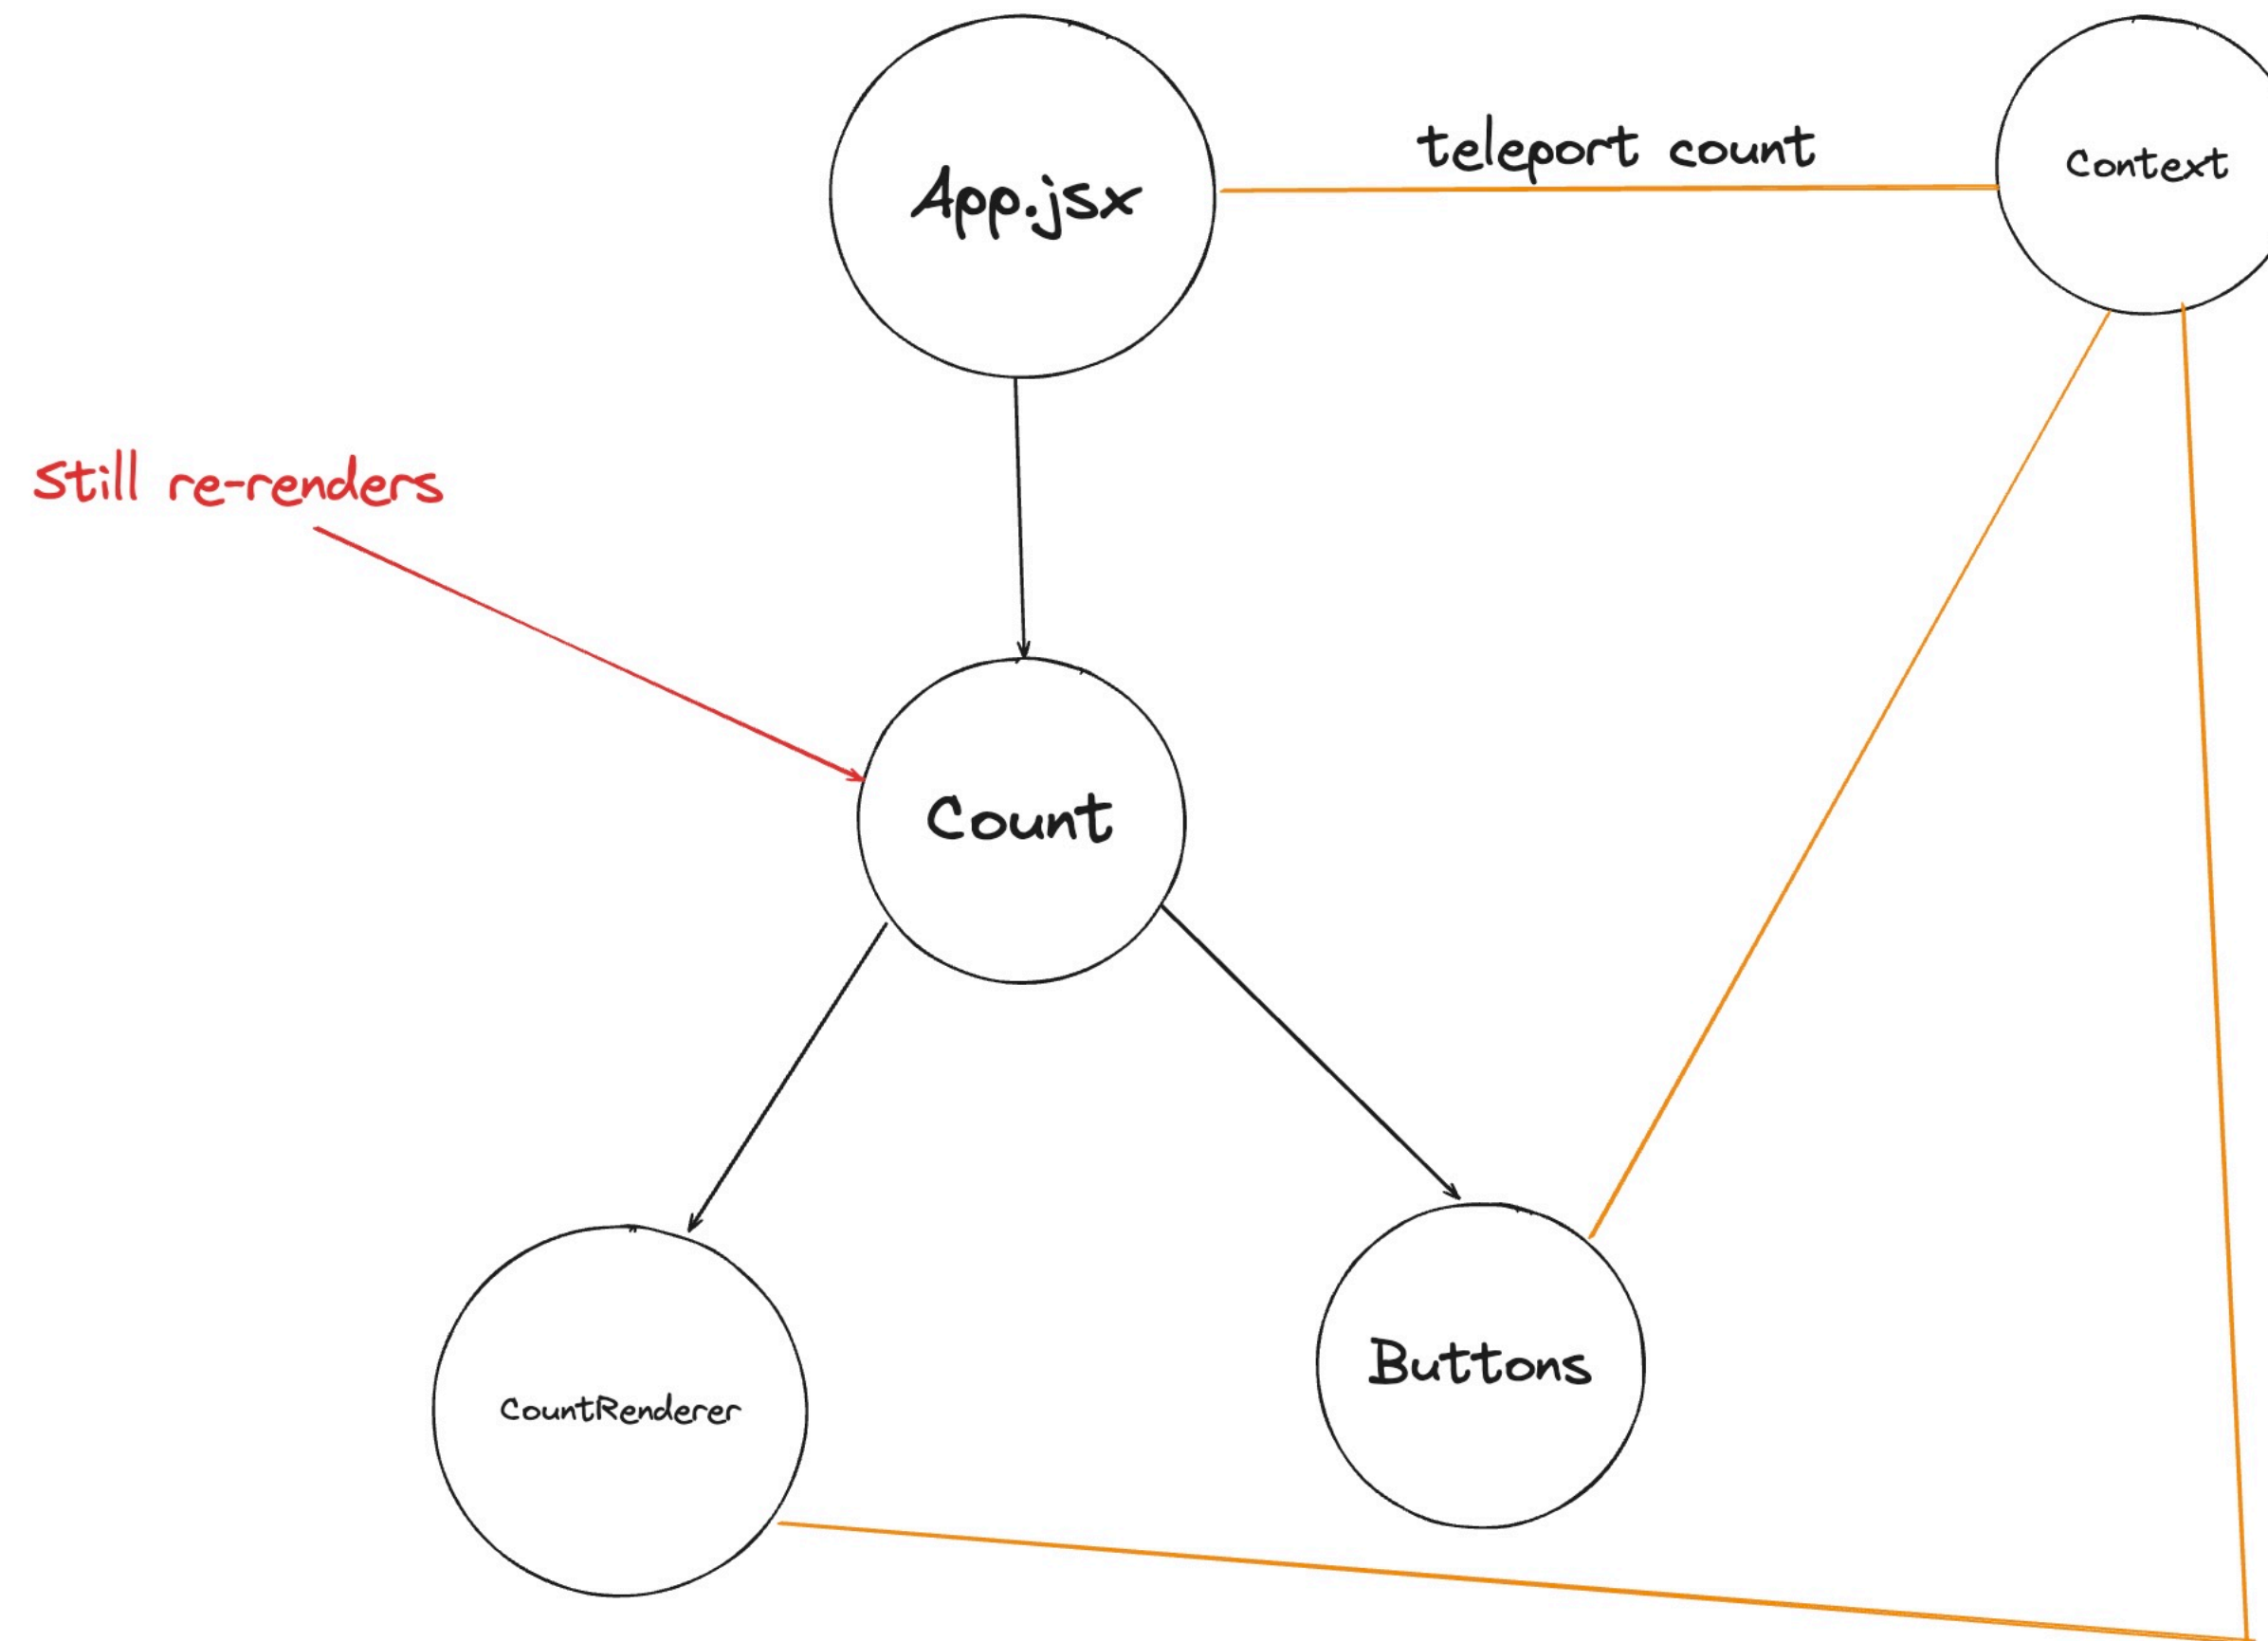 App.jsx
teleport count
Context
Still re-renders
Count
CountRenderer
Buttons